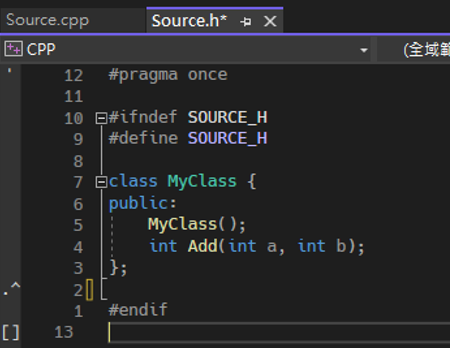 Source.cpp
Source.h*
CPP
(全域範
12 #pragma once
11
10 #ifndef SOURCE_H
9 #define SOURCE_H
8
7 class MyClass {
6 public:
5 MyClass();
4 int Add(int a, int b);
3 };
.^
2
1 #endif
[] 13